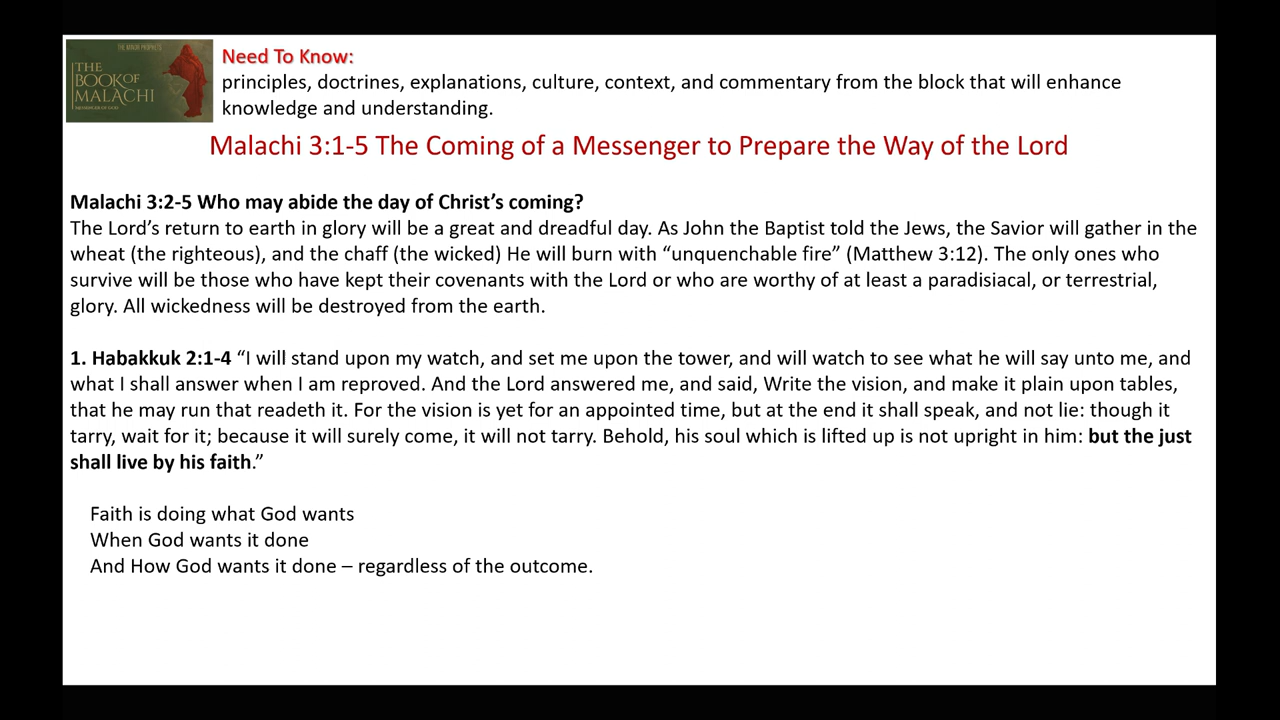 THE MINOR PROPHETS
THE
BOOK OF
MALACHI
Need To Know:
principles, doctrines, explanations, culture, context, and commentary from the block that will enhance
knowledge and understanding.
Malachi 3:1-5 The Coming of a Messenger to Prepare the Way of the Lord
Malachi 3:2-5 Who may abide the day of Christ’s coming?
The Lord’s return to earth in glory will be a great and dreadful day. As John the Baptist told the Jews, the Savior will gather in the
wheat (the righteous), and the chaff (the wicked) He will burn with “unquenchable fire” (Matthew 3:12). The only ones who
survive will be those who have kept their covenants with the Lord or who are worthy of at least a paradisiacal, or terrestrial,
glory. All wickedness will be destroyed from the earth.
1. Habakkuk 2:1-4 “I will stand upon my watch, and set me upon the tower, and will watch to see what he will say unto me, and
what I shall answer when I am reproved. And the Lord answered me, and said, Write the vision, and make it plain upon tables,
that he may run that readeth it. For the vision is yet for an appointed time, but at the end it shall speak, and not lie: though it
tarry, wait for it; because it will surely come, it will not tarry. Behold, his soul which is lifted up is not upright in him: but the just
shall live by his faith.”
Faith is doing what God wants
When God wants it done
And How God wants it done – regardless of the outcome.